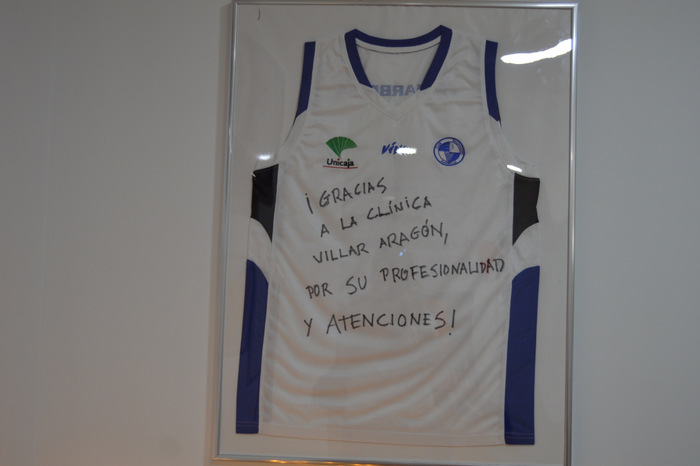 Unicaja
¡GRACIAS
A LA CLÍNICA
VILLAR ARAGÓN,
POR SU PROFESIONALIDAD
Y ATENCIONES!